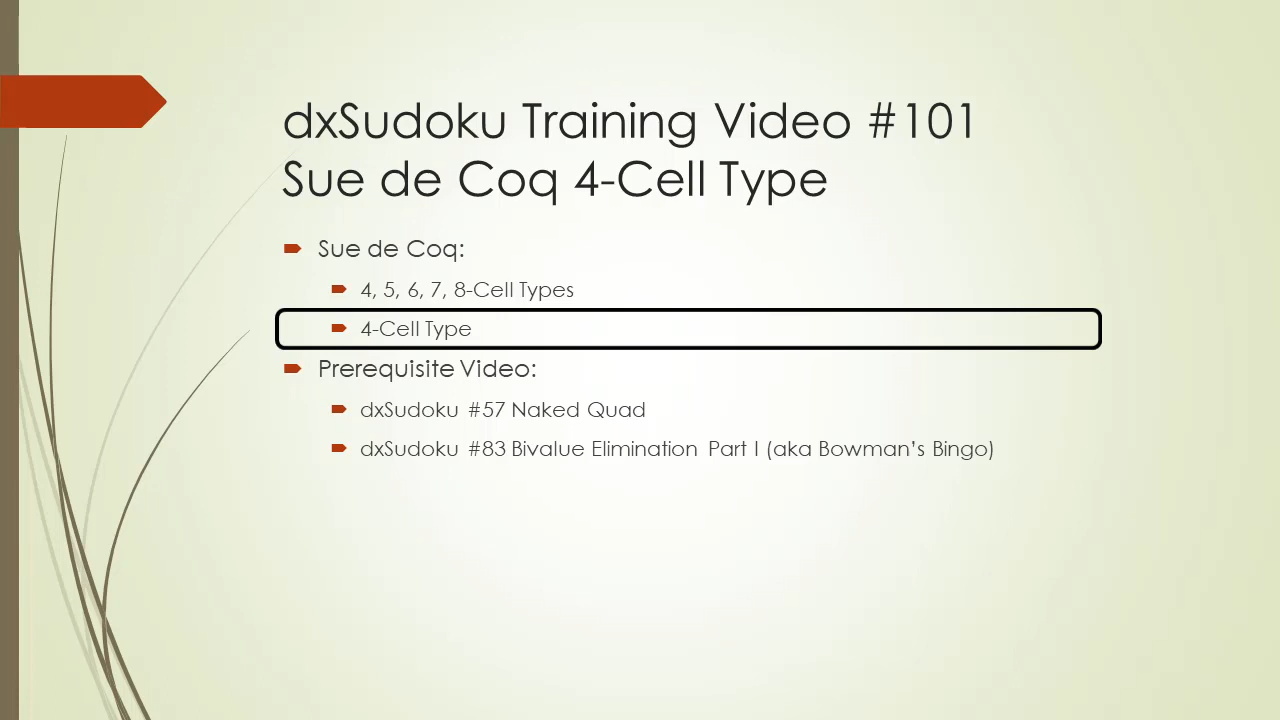 dxSudoku Training Video #101
Sue de Coq 4-Cell Type
Sue de Coq:
4, 5, 6, 7, 8-Cell Types
4-Cell Type
Prerequisite Video:
dxSudoku #57 Naked Quad
dxSudoku #83 Bivalue Elimination Part I (aka Bowman’s Bingo)